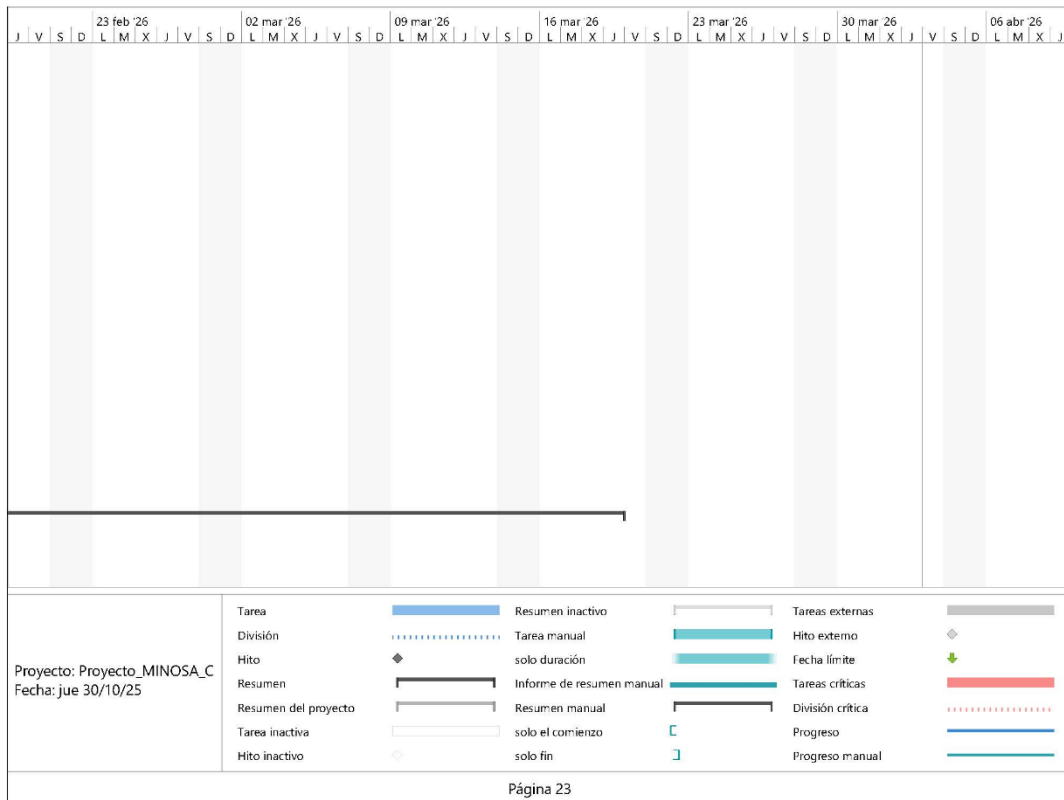 23 feb '26 02 mar '26 09 mar '26 16 mar '26 23 mar '26 30 mar '26 06 abr '26
J V S D L M X J V S D L M X J V S D L M X J V S D L M X J V S D L M X J V S D L M X J V S D L M X J
Tarea
División
Hito
Resumen
Resumen del proyecto
Tarea inactiva
Hito inactivo
Resumen inactivo
Tarea manual
solo duración
Informe de resumen manual
Resumen manual
solo el comienzo
solo fin
Tareas externas
Hito externo
Fecha límite
Tareas críticas
División crítica
Progreso
Progreso manual
Proyecto: Proyecto_MINOSA_C
Fecha: jue 30/10/25
Página 23